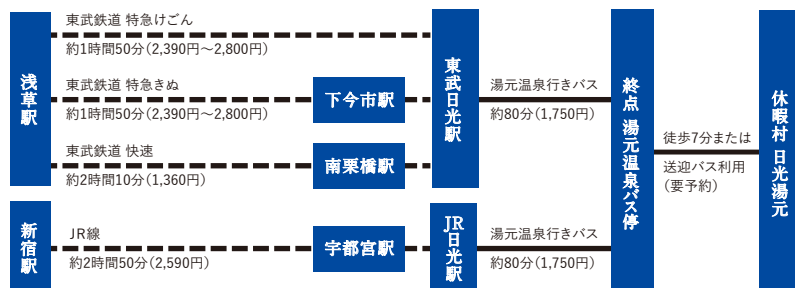 浅草駅
東武鉄道 特急けごん
約1時間50分(2,390円〜2,800円)
東武鉄道 特急きぬ
約1時間50分(2,390円〜2,800円)
下今市駅
東武鉄道 快速
約2時間10分(1,360円)
南栗橋駅
東武日光駅
湯元温泉行きバス
約80分(1,750円)
新宿駅
JR線
約2時間50分(2,590円)
宇都宮駅
JR日光駅
湯元温泉行きバス
約80分(1,750円)
終点 湯元温泉バス停
徒歩7分または
送迎バス利用
(要予約)
休暇村 日光湯元